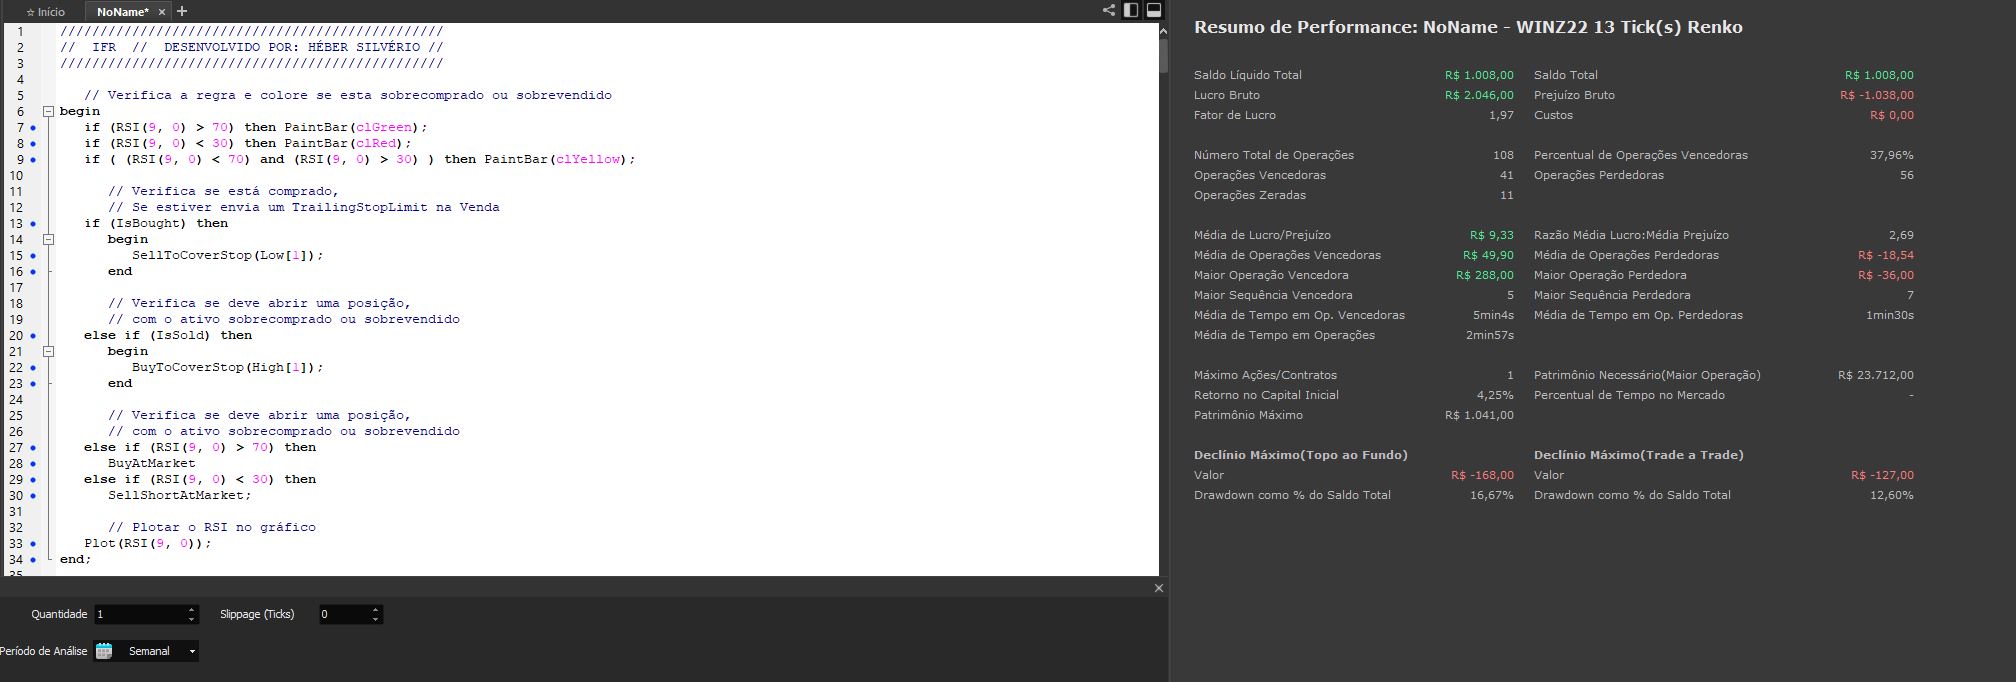 ☆ Início
NoName* × +
1 ////////////////////////////////////////////////
2 //  IFR  //  DESENVOLVIDO POR: HÉBER SILVÉRIO //
3 ////////////////////////////////////////////////
4
5 // Verifica a regra e colore se esta sobrecomprado ou sobrevendido
6 begin
7 if (RSI(9, 0) > 70) then PaintBar(clGreen);
8 if (RSI(9, 0) < 30) then PaintBar(clRed);
9 if ( (RSI(9, 0) < 70) and (RSI(9, 0) > 30) ) then PaintBar(clYellow);
10
11 // Verifica se está comprado,
12 // Se estiver envia um TrailingStopLimit na Venda
13 if (IsBought) then
14 begin
15 SellToCoverStop(Low[1]);
16 end
17
18 // Verifica se deve abrir uma posição,
19 // com o ativo sobrecomprado ou sobrevendido
20 else if (IsSold) then
21 begin
22 BuyToCoverStop(High[1]);
23 end
24
25 // Verifica se deve abrir uma posição,
26 // com o ativo sobrecomprado ou sobrevendido
27 else if (RSI(9, 0) > 70) then
28 BuyAtMarket
29 else if (RSI(9, 0) < 30) then
30 SellShortAtMarket;
31
32 // Plotar o RSI no gráfico
33 Plot(RSI(9, 0));
34 end;
35
Quantidade 1 Slippage (Ticks) 0
Período de Análise Semanal
Resumo de Performance: NoName - WINZ22 13 Tick(s) Renko
Saldo Líquido Total R$ 1.008,00 Saldo Total R$ 1.008,00
Lucro Bruto R$ 2.046,00 Prejuízo Bruto R$ -1.038,00
Fator de Lucro 1,97 Custos R$ 0,00
Número Total de Operações 108 Percentual de Operações Vencedoras 37,96%
Operações Vencedoras 41 Operações Perdedoras 56
Operações Zeradas 11
Média de Lucro/Prejuízo R$ 9,33 Razão Média Lucro:Média Prejuízo 2,69
Média de Operações Vencedoras R$ 49,90 Média de Operações Perdedoras R$ -18,54
Maior Operação Vencedora R$ 288,00 Maior Operação Perdedora R$ -36,00
Maior Sequência Vencedora 5 Maior Sequência Perdedora 7
Média de Tempo em Op. Vencedoras 5min4s Média de Tempo em Op. Perdedoras 1min30s
Média de Tempo em Operações 2min57s
Máximo Ações/Contratos 1 Patrimônio Necessário(Maior Operação) R$ 23.712,00
Retorno no Capital Inicial 4,25% Percentual de Tempo no Mercado -
Patrimônio Máximo R$ 1.041,00
Declínio Máximo(Topo ao Fundo) Declínio Máximo(Trade a Trade)
Valor R$ -168,00 Valor R$ -127,00
Drawdown como % do Saldo Total 16,67% Drawdown como % do Saldo Total 12,60%